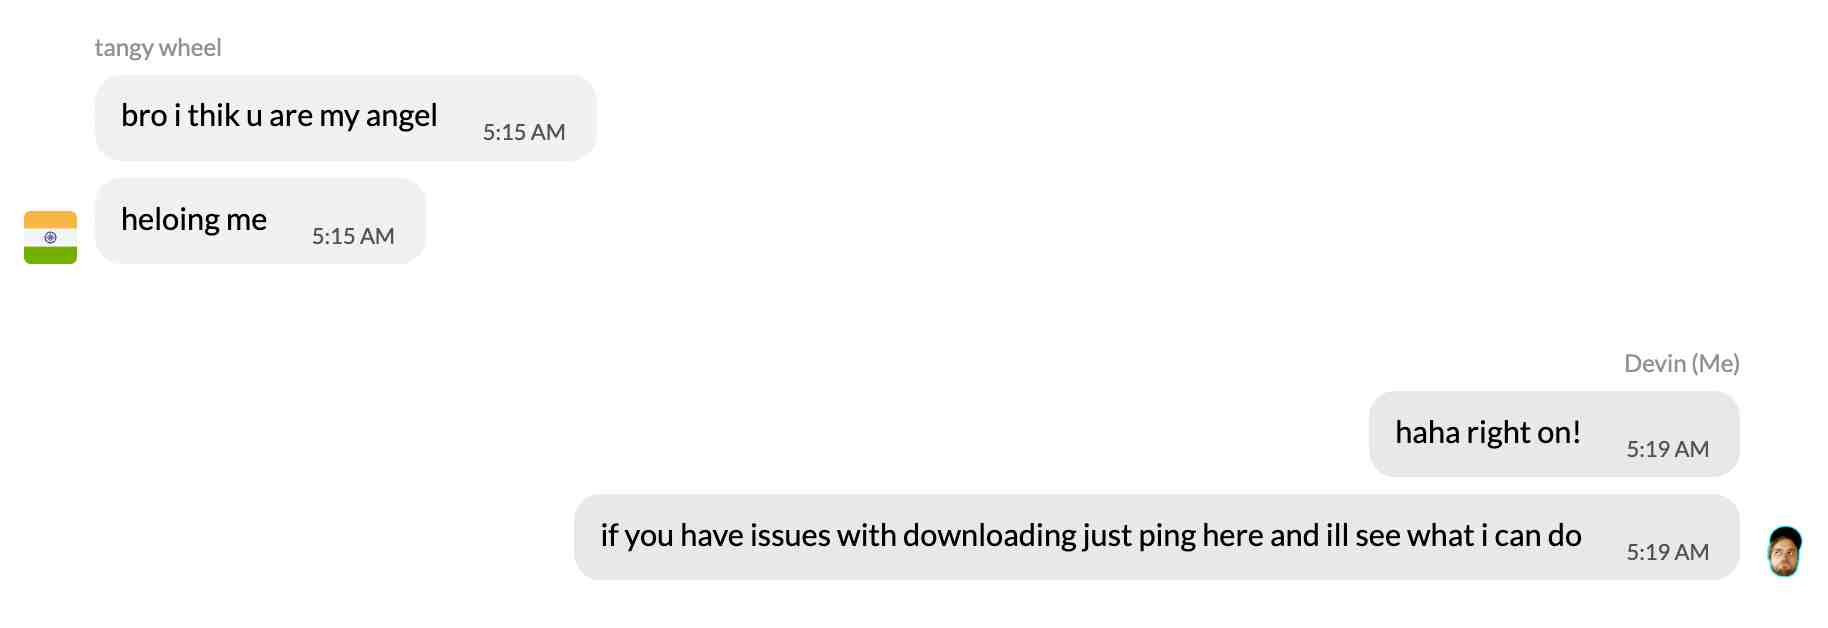 tangy wheel
bro i thik u are my angel 5:15 AM
heloing me 5:15 AM
Devin (Me)
haha right on! 5:19 AM
if you have issues with downloading just ping here and ill see what i can do 5:19 AM